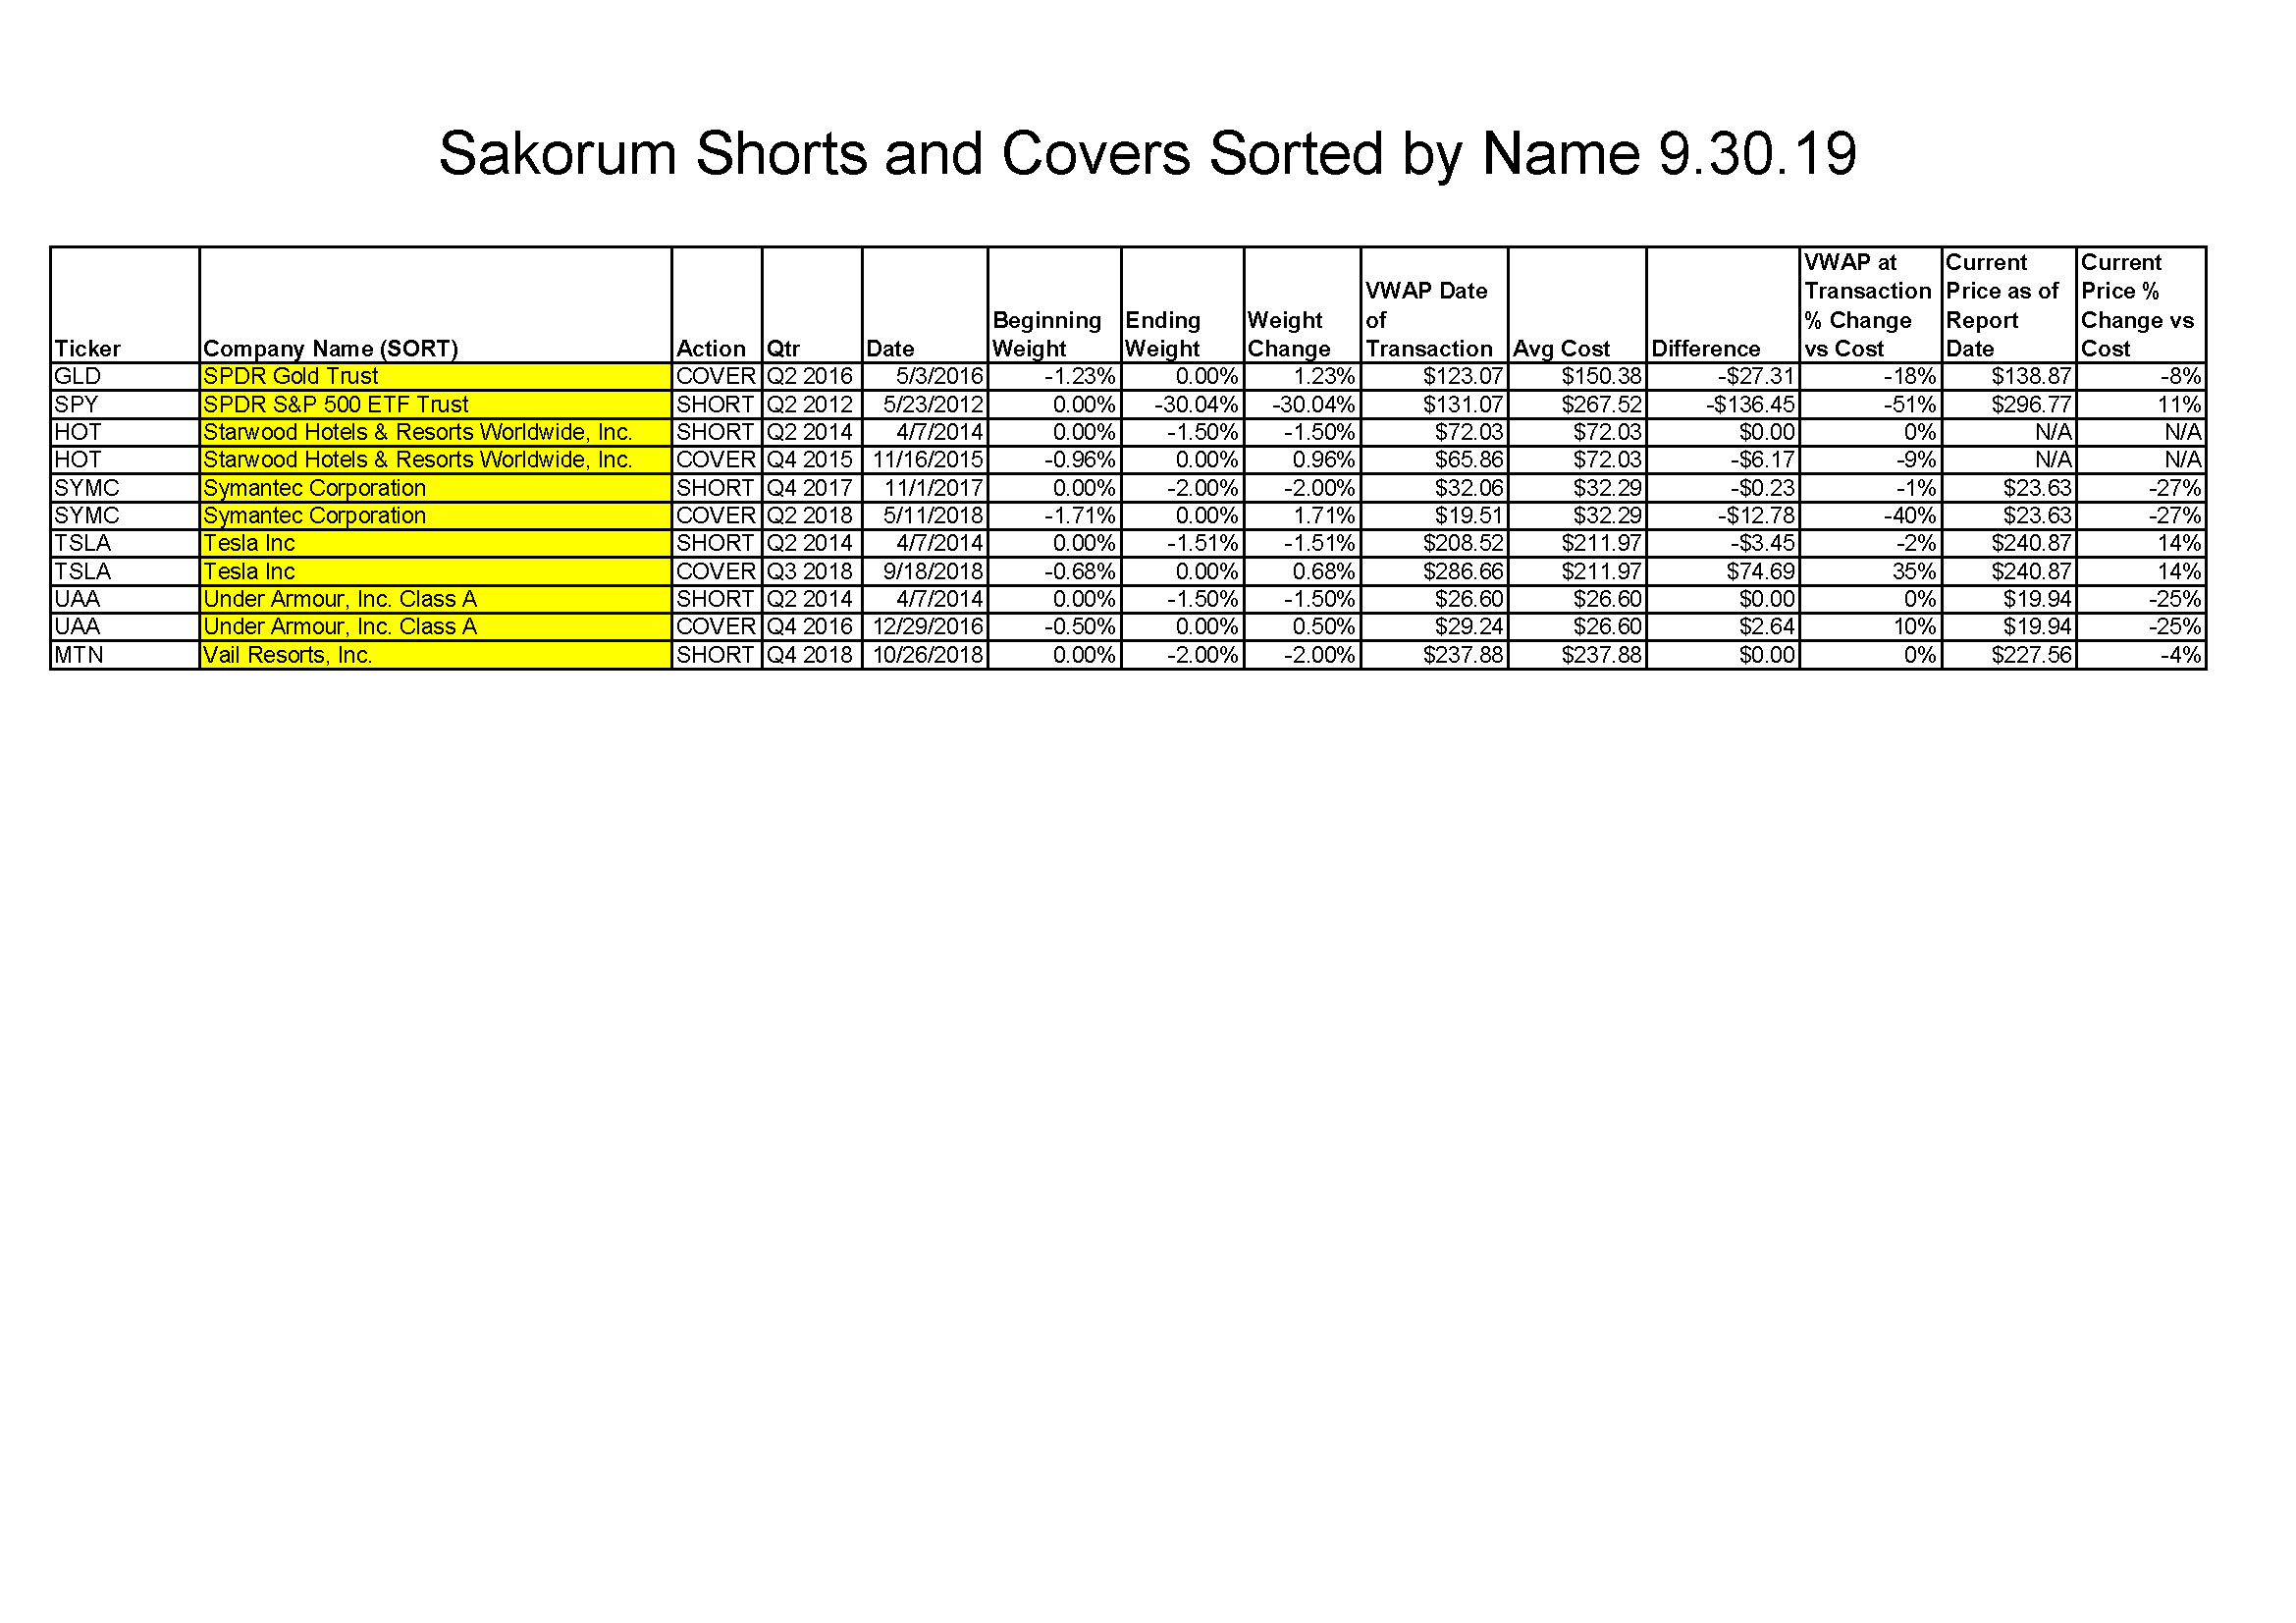 Sakorum Shorts and Covers Sorted by Name 9.30.19
Ticker Company Name (SORT) Action Qtr Date Beginning Weight Ending Weight Weight Change VWAP Date of Transaction Avg Cost Difference VWAP at Transaction % Change vs Cost Current Price as of Report Date Current Price % Change vs Cost
GLD SPDR Gold Trust COVER Q2 2016 5/3/2016 -1.23% 0.00% 1.23% $123.07 $150.38 -$27.31 -18% $138.87 -8%
SPY SPDR S&P 500 ETF Trust SHORT Q2 2012 5/23/2012 0.00% -30.04% -30.04% $131.07 $267.52 -$136.45 -51% $296.77 11%
HOT Starwood Hotels & Resorts Worldwide, Inc. SHORT Q2 2014 4/7/2014 0.00% -1.50% -1.50% $72.03 $72.03 $0.00 0% N/A N/A
HOT Starwood Hotels & Resorts Worldwide, Inc. COVER Q4 2015 11/16/2015 -0.96% 0.00% 0.96% $65.86 $72.03 -$6.17 -9% N/A N/A
SYMC Symantec Corporation SHORT Q4 2017 11/1/2017 0.00% -2.00% -2.00% $32.06 $32.29 -$0.23 -1% $23.63 -27%
SYMC Symantec Corporation COVER Q2 2018 5/11/2018 -1.71% 0.00% 1.71% $19.51 $32.29 -$12.78 -40% $23.63 -27%
TSLA Tesla Inc SHORT Q2 2014 4/7/2014 0.00% -1.51% -1.51% $208.52 $211.97 -$3.45 -2% $240.87 14%
TSLA Tesla Inc COVER Q3 2018 9/18/2018 -0.68% 0.00% 0.68% $286.66 $211.97 $74.69 35% $240.87 14%
UAA Under Armour, Inc. Class A SHORT Q2 2014 4/7/2014 0.00% -1.50% -1.50% $26.60 $26.60 $0.00 0% $19.94 -25%
UAA Under Armour, Inc. Class A COVER Q4 2016 12/29/2016 -0.50% 0.00% 0.50% $29.24 $26.60 $2.64 10% $19.94 -25%
MTN Vail Resorts, Inc. SHORT Q4 2018 10/26/2018 0.00% -2.00% -2.00% $237.88 $237.88 $0.00 0% $227.56 -4%